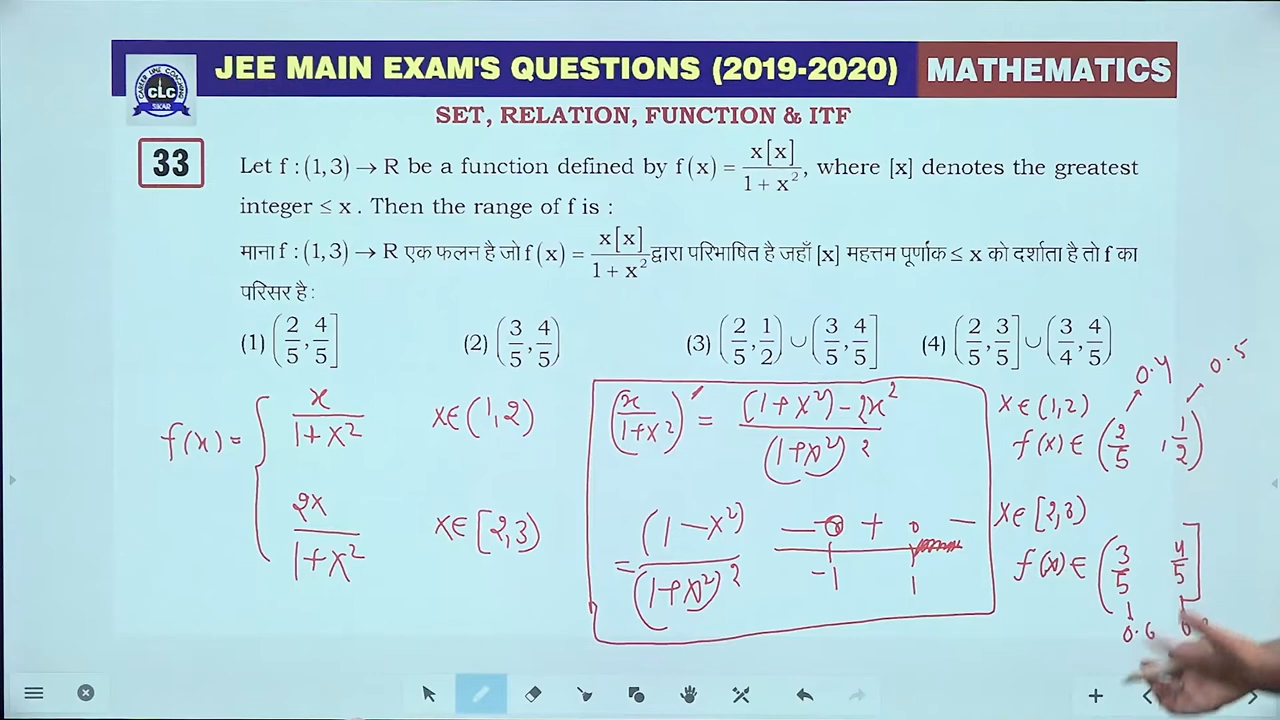 CAREER LINE COACHING
CLC
SIKAR
JEE MAIN EXAM'S QUESTIONS (2019-2020) MATHEMATICS
SET, RELATION, FUNCTION & ITF
33
Let f : (1, 3) → R be a function defined by f(x) = x[x] / (1 + x²), where [x] denotes the greatest
integer ≤ x. Then the range of f is :
माना f : (1, 3) → R एक फलन है जो f(x) = x[x] / (1 + x²) द्वारा परिभाषित है जहाँ [x] महत्तम पूर्णांक ≤ x को दर्शाता है तो f का
परिसर है :
(1) (2/5, 4/5] (2) (3/5, 4/5) (3) (2/5, 1/2) ∪ (3/5, 4/5] (4) (2/5, 3/5] ∪ (3/4, 4/5)
f(x) = { x / (1+x²) x∈(1,2)
2x / (1+x²) x∈[2,3)
(x / (1+x²))' = ((1+x²) - 2x²) / (1+x²)²
= (1-x²) / (1+x²)² — + —
-1 1
0.4 0.5
x∈(1,2)
f(x)∈(2/5, 1/2)
x∈[2,3)
f(x)∈(3/5 4/5]
0.6